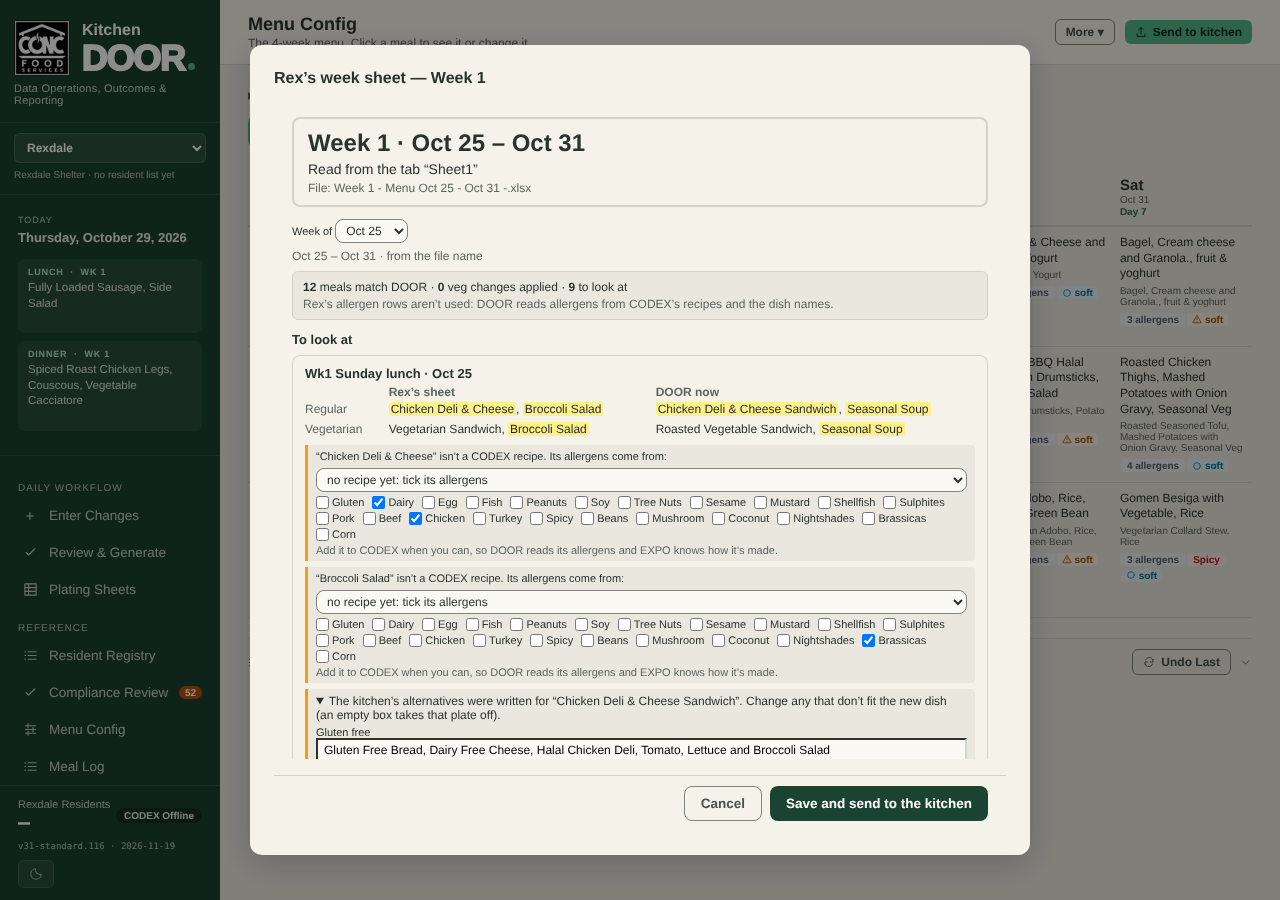 CCNC
FOOD
SERVICES
Kitchen
DOOR.
Data Operations, Outcomes &
Reporting
Rexdale
Rexdale Shelter · no resident list yet
TODAY
Thursday, October 29, 2026
LUNCH · WK 1
Fully Loaded Sausage, Side
Salad
DINNER · WK 1
Spiced Roast Chicken Legs,
Couscous, Vegetable
Cacciatore
DAILY WORKFLOW
Enter Changes
Review & Generate
Plating Sheets
REFERENCE
Resident Registry
Compliance Review 52
Menu Config
Meal Log
Rexdale Residents
—
CODEX Offline
v31-standard.116 · 2026-11-19
Menu Config
The 4-week menu. Click a meal to see it or change it.
More ▾
Send to kitchen
Rex’s week sheet — Week 1
Week 1 · Oct 25 – Oct 31
Read from the tab “Sheet1”
File: Week 1 - Menu Oct 25 - Oct 31 -.xlsx
Week of Oct 25
Oct 25 – Oct 31 · from the file name
12 meals match DOOR · 0 veg changes applied · 9 to look at
Rex’s allergen rows aren’t used: DOOR reads allergens from CODEX’s recipes and the dish names.
To look at
Wk1 Sunday lunch · Oct 25
Rex’s sheet DOOR now
Regular Chicken Deli & Cheese, Broccoli Salad Chicken Deli & Cheese Sandwich, Seasonal Soup
Vegetarian Vegetarian Sandwich, Broccoli Salad Roasted Vegetable Sandwich, Seasonal Soup
“Chicken Deli & Cheese” isn’t a CODEX recipe. Its allergens come from:
no recipe yet: tick its allergens
Gluten Dairy Egg Fish Peanuts Soy Tree Nuts Sesame Mustard Shellfish Sulphites
Pork Beef Chicken Turkey Spicy Beans Mushroom Coconut Nightshades Brassicas
Corn
Add it to CODEX when you can, so DOOR reads its allergens and EXPO knows how it’s made.
“Broccoli Salad” isn’t a CODEX recipe. Its allergens come from:
no recipe yet: tick its allergens
Gluten Dairy Egg Fish Peanuts Soy Tree Nuts Sesame Mustard Shellfish Sulphites
Pork Beef Chicken Turkey Spicy Beans Mushroom Coconut Nightshades Brassicas
Corn
Add it to CODEX when you can, so DOOR reads its allergens and EXPO knows how it’s made.
▼ The kitchen’s alternatives were written for “Chicken Deli & Cheese Sandwich”. Change any that don’t fit the new dish
(an empty box takes that plate off).
Gluten free
Gluten Free Bread, Dairy Free Cheese, Halal Chicken Deli, Tomato, Lettuce and Broccoli Salad
Cancel
Save and send to the kitchen
& Cheese and
Yogurt
soft
BBQ Halal
Drumsticks,
Potato
soft
Adobo, Rice,
Green Bean
Adobo, Rice,
Green Bean
soft
Sat
Oct 31
Day 7
Bagel, Cream cheese
and Granola., fruit &
yoghurt
Bagel, Cream cheese and
Granola., fruit & yoghurt
3 allergens soft
Roasted Chicken
Thighs, Mashed
Potatoes with Onion
Gravy, Seasonal Veg
Roasted Seasoned Tofu,
Mashed Potatoes with
Onion Gravy, Seasonal Veg
4 allergens soft
Gomen Besiga with
Vegetable, Rice
Vegetarian Collard Stew,
Rice
3 allergens Spicy
soft
Undo Last